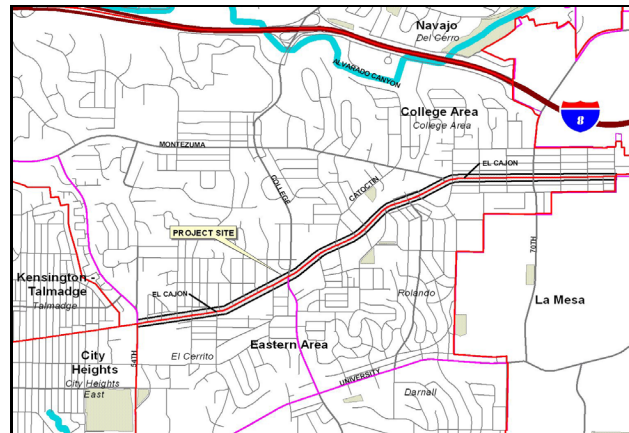 Navajo
Del Cerro
ALVARADO CANYON
8
College Area
College Area
MONTEZUMA
EL CAJON
COLLEGE
CATOCTIN
70TH
PROJECT SITE
Kensington -
Talmadge
Talmadge
EL CAJON
Rolando
La Mesa
54TH
El Cerrito
Eastern Area
City
Heights
City Heights
East
UNIVERSITY
Darnall